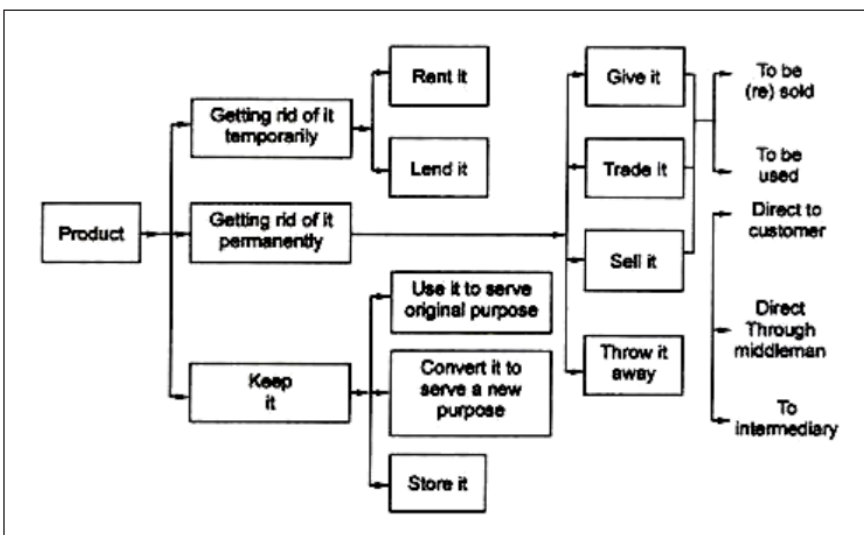 Product
Getting rid of it
temporarily
Getting rid of it
permanently
Keep
it
Rent it
Lend it
Use it to serve
original purpose
Convert it to
serve a new
purpose
Store it
Give it
Trade it
Sell it
Throw it
away
To be
(re) sold
To be
used
Direct to
customer
Direct
Through
middleman
To
intermediary